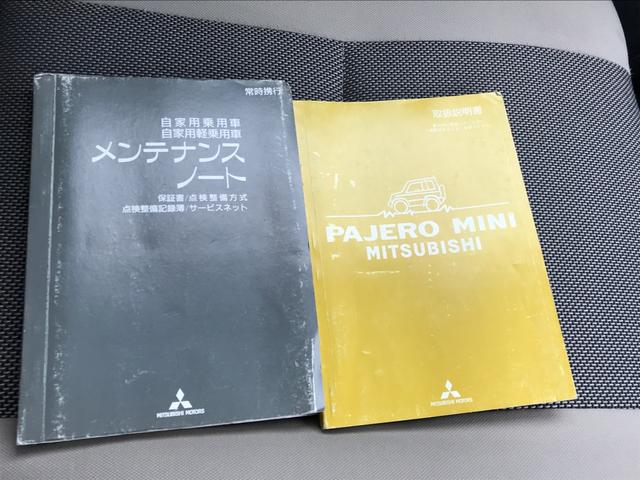 常時携行
自家用乗用車
自家用軽乗用車
メンテナンス
ノート
保証書/点検整備方式
点検整備記録簿/サービスネット
MITSUBISHI MOTORS
取扱説明書
PAJERO MINI
MITSUBISHI
MITSUBISHI MOTORS